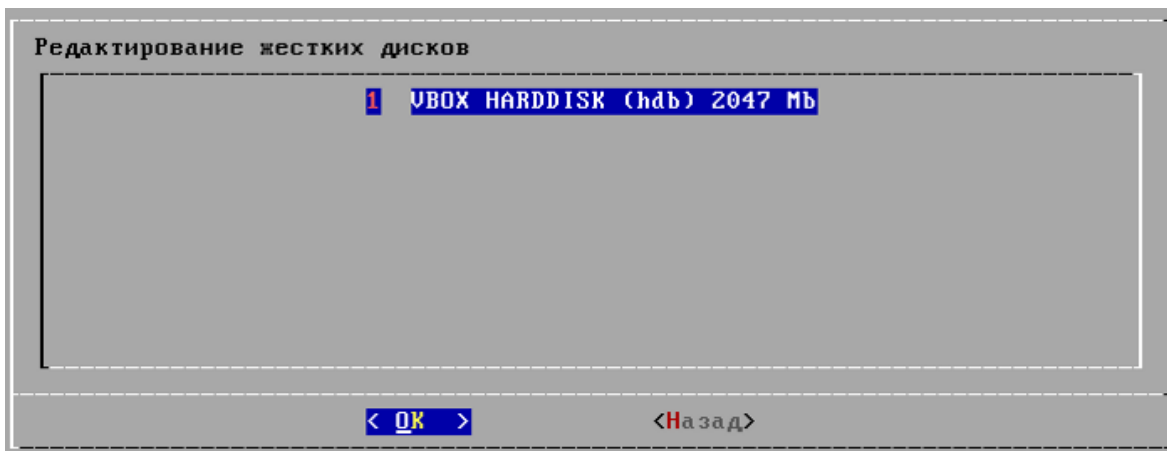 Редактирование жестких дисков
1 VBOX HARDDISK (hdb) 2047 Mb
< OK > <Назад>